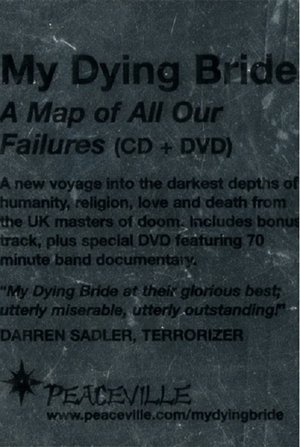 My Dying Bride
A Map of All Our
Failures (CD + DVD)
A new voyage into the darkest depths of
humanity, religion, love and death from
the UK masters of doom. Includes bonus
track, plus special DVD featuring 70
minute band documentary.
"My Dying Bride at their glorious best;
utterly miserable, utterly outstanding!"
DARREN SADLER, TERRORIZER
PEACEVILLE
www.peaceville.com/mydyingbride